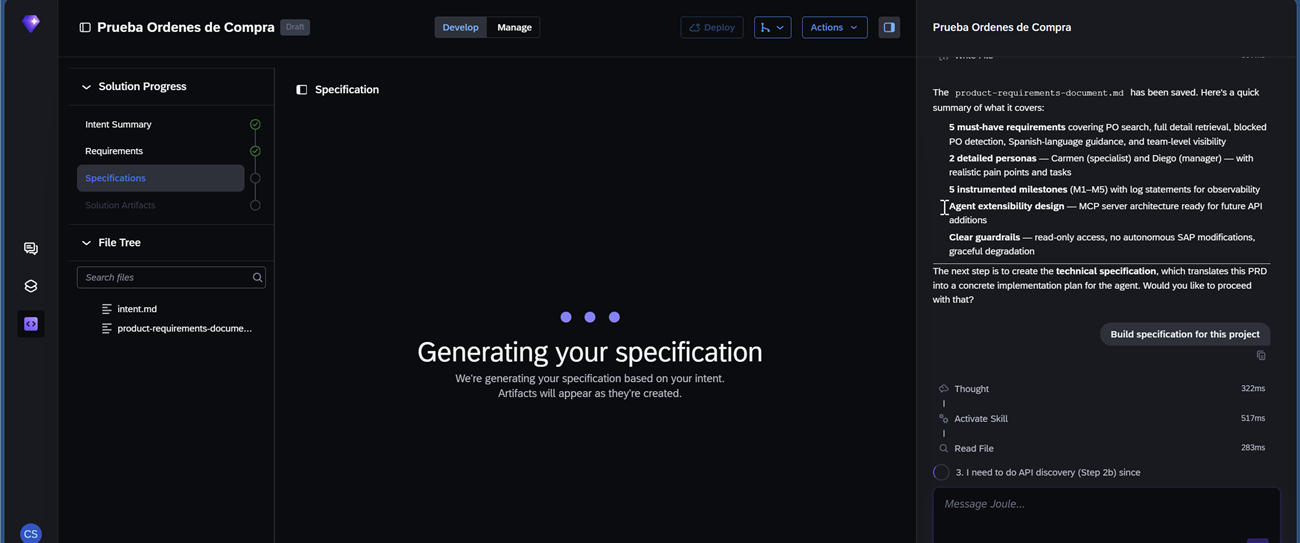 Prueba Ordenes de Compra
Draft
Develop
Manage
Deploy
Actions
Prueba Ordenes de Compra
Solution Progress
Intent Summary
Requirements
Specifications
Solution Artifacts
File Tree
Search files
intent.md
product-requirements-docume...
CS
Specification
Generating your specification
We're generating your specification based on your intent.
Artifacts will appear as they're created.
The product-requirements-document.md has been saved. Here's a quick
summary of what it covers:
5 must-have requirements covering PO search, full detail retrieval, blocked
PO detection, Spanish-language guidance, and team-level visibility
2 detailed personas — Carmen (specialist) and Diego (manager) — with
realistic pain points and tasks
5 instrumented milestones (M1–M5) with log statements for observability
Agent extensibility design — MCP server architecture ready for future API
additions
Clear guardrails — read-only access, no autonomous SAP modifications,
graceful degradation
The next step is to create the technical specification, which translates this PRD
into a concrete implementation plan for the agent. Would you like to proceed
with that?
Build specification for this project
Thought 322ms
Activate Skill 517ms
Read File 283ms
3. I need to do API discovery (Step 2b) since
Message Joule...